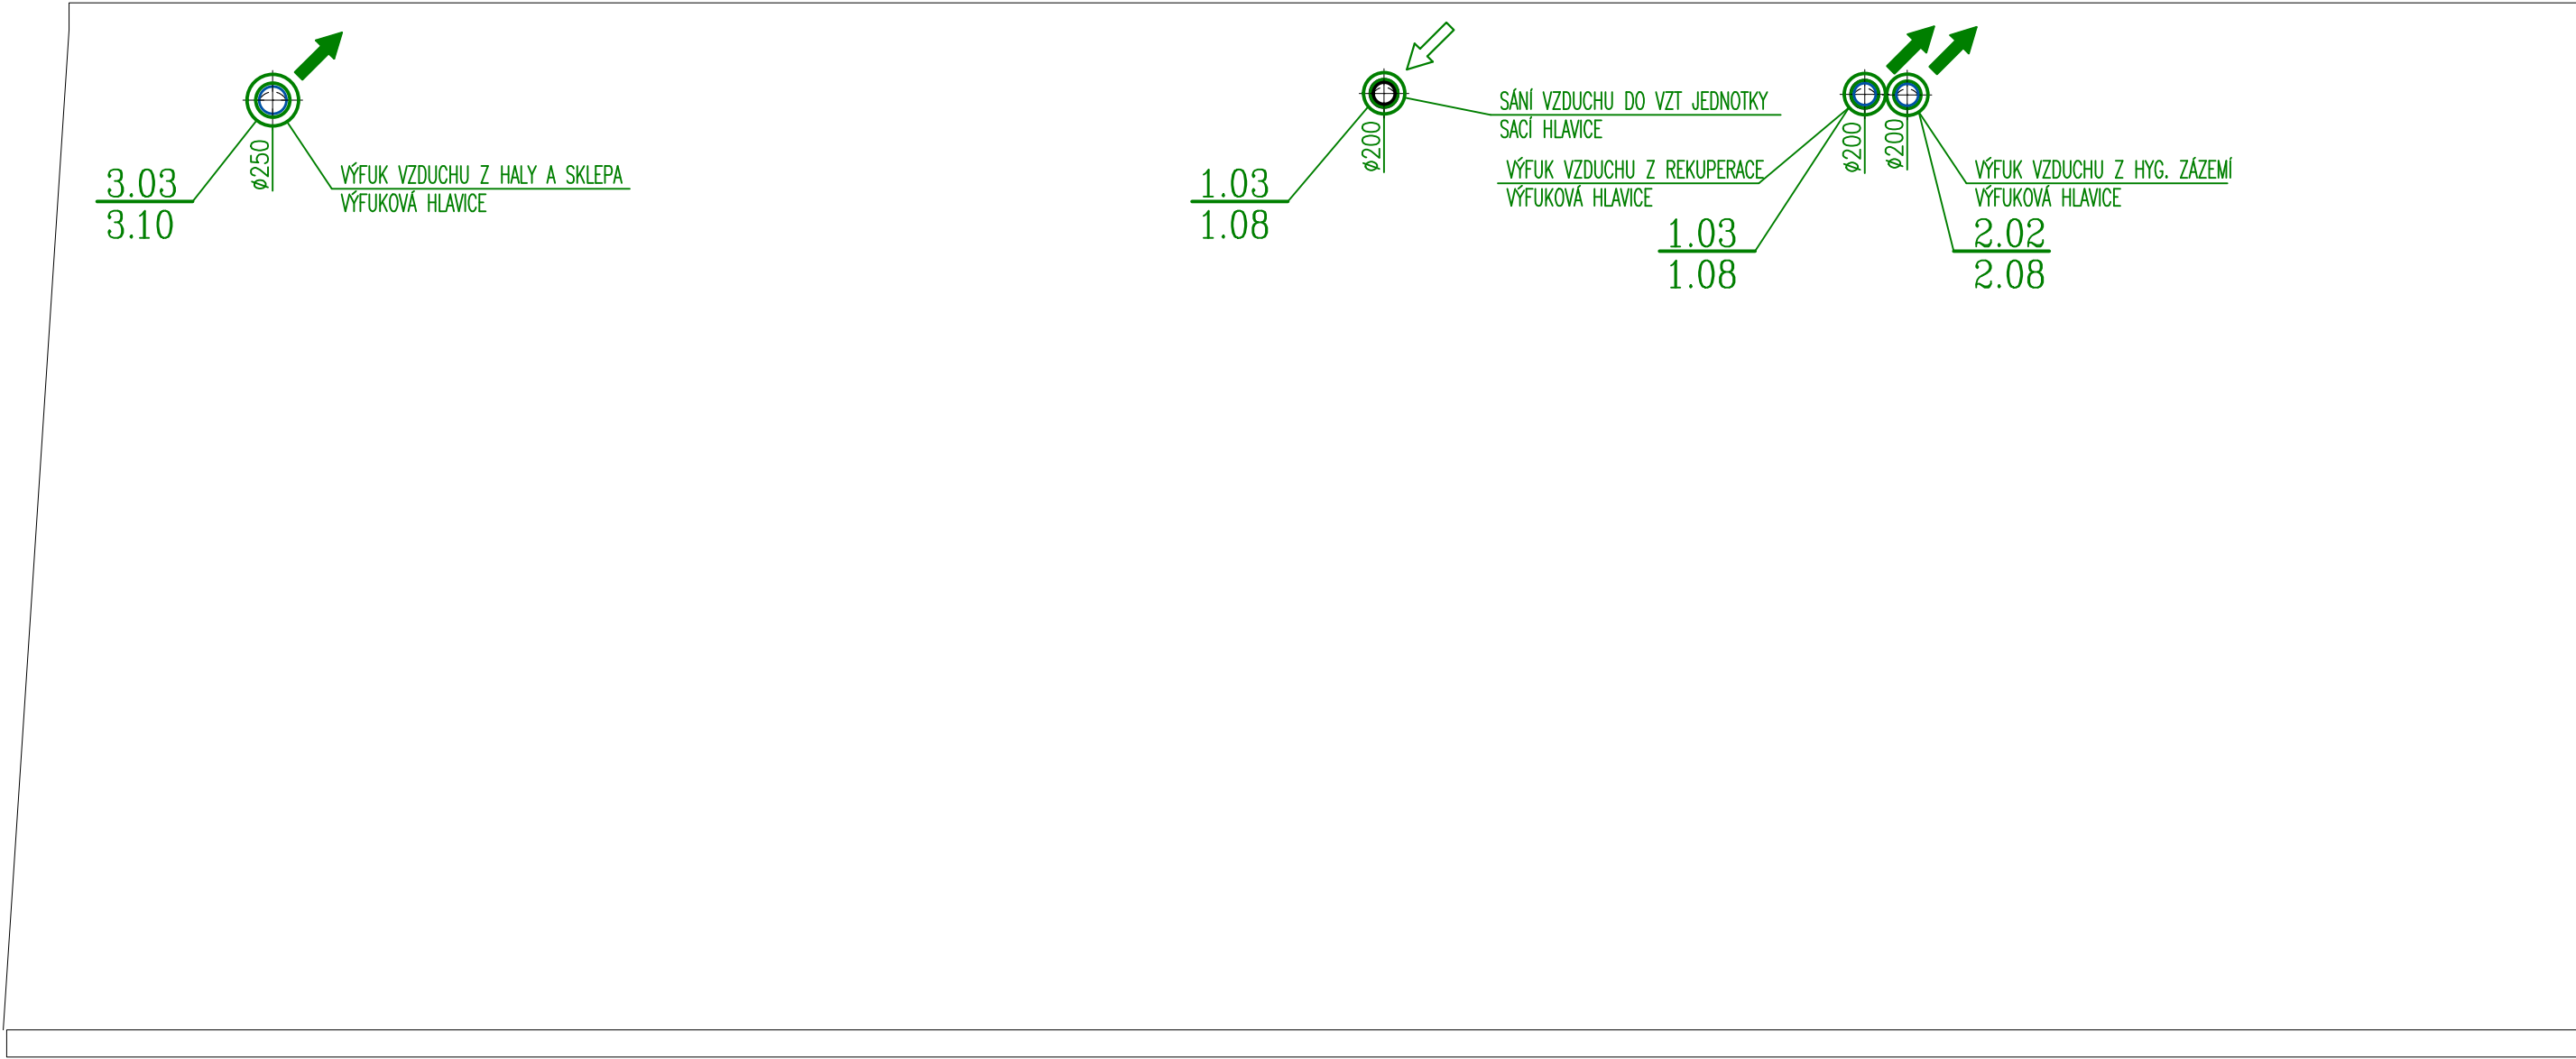 3.03
3.10
ø250
VÝFUK VZDUCHU Z HALY A SKLEPA
VÝFUKOVÁ HLAVICE
1.03
1.08
ø200
SÁNÍ VZDUCHU DO VZT JEDNOTKY
SACÍ HLAVICE
VÝFUK VZDUCHU Z REKUPERACE
VÝFUKOVÁ HLAVICE
1.03
1.08
ø200
ø200
VÝFUK VZDUCHU Z HYG. ZÁZEMÍ
VÝFUKOVÁ HLAVICE
2.02
2.08